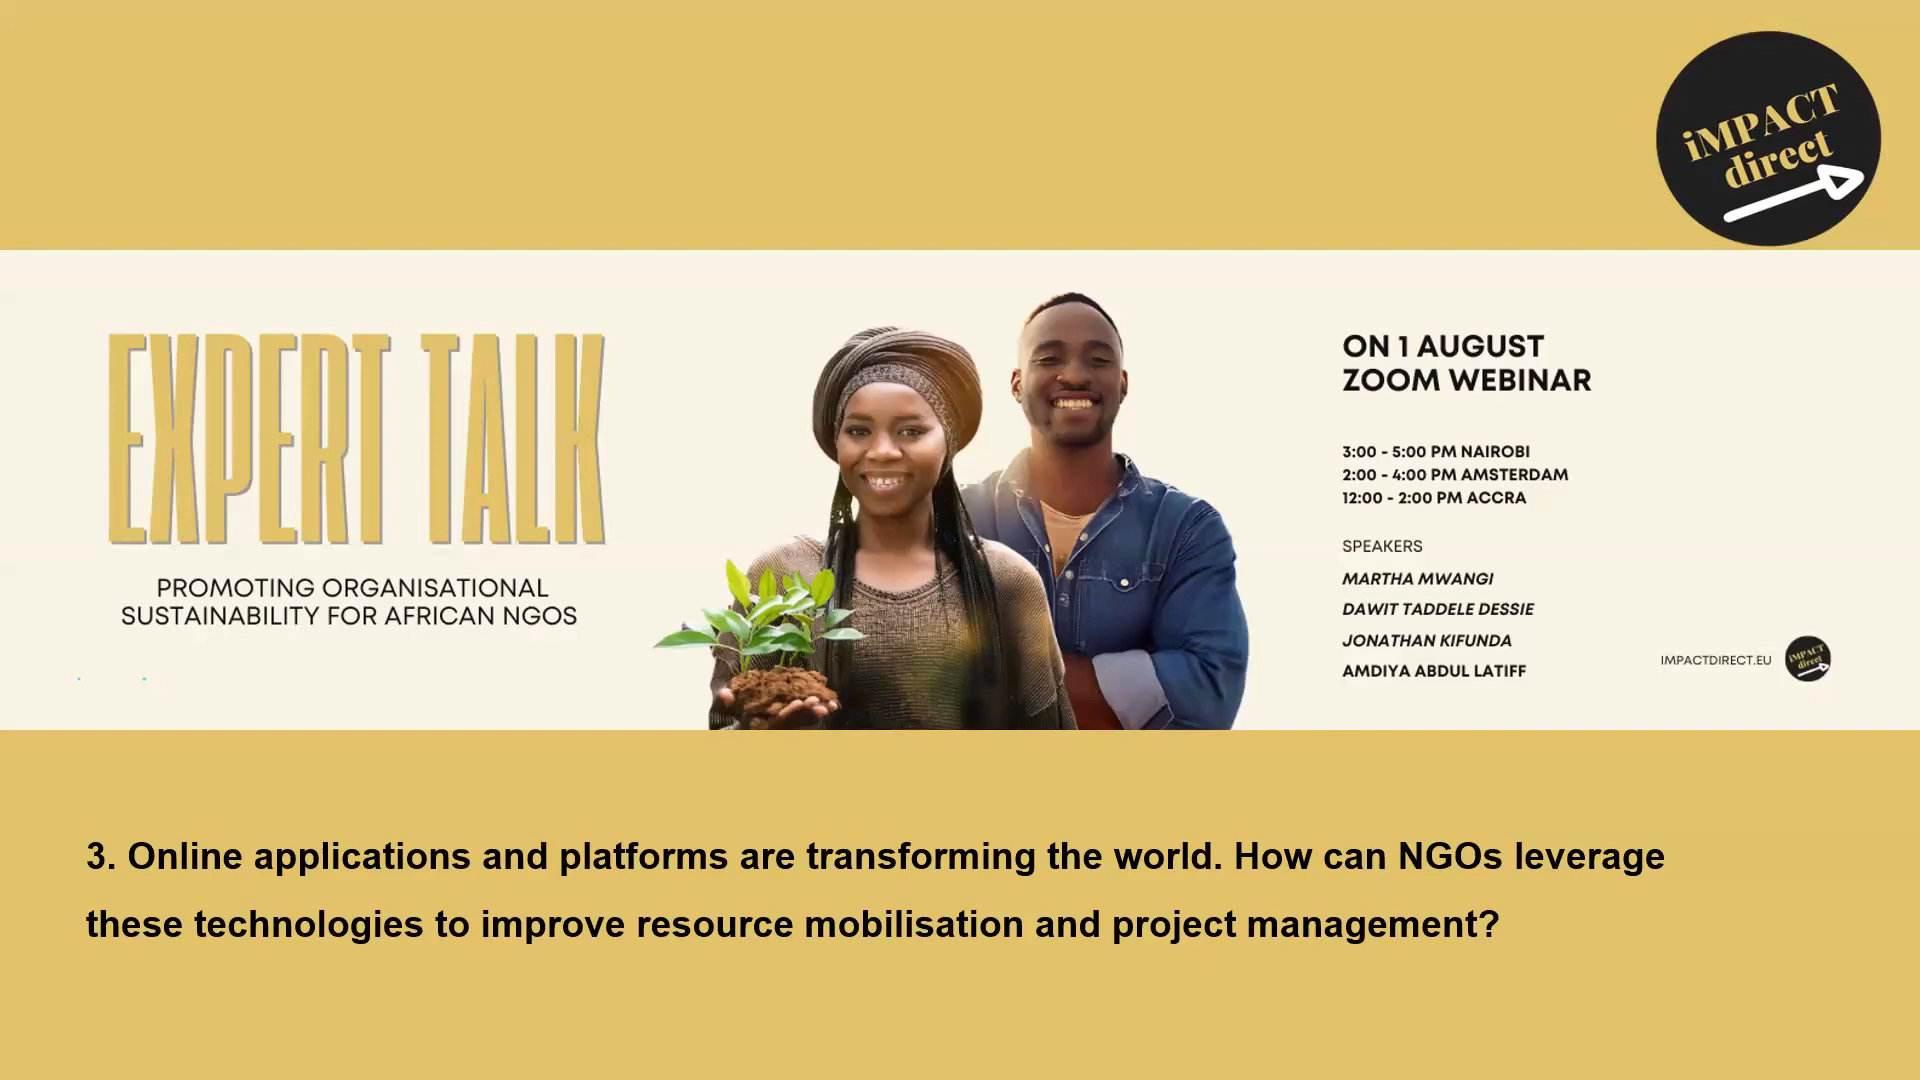 iMPACT
direct
EXPERT TALK
PROMOTING ORGANISATIONAL
SUSTAINABILITY FOR AFRICAN NGOS
ON 1 AUGUST
ZOOM WEBINAR
3:00 - 5:00 PM NAIROBI
2:00 - 4:00 PM AMSTERDAM
12:00 - 2:00 PM ACCRA
SPEAKERS
MARTHA MWANGI
DAWIT TADDELE DESSIE
JONATHAN KIFUNDA
AMDIYA ABDUL LATIFF
IMPACTDIRECT.EU
iMPACT
direct
3. Online applications and platforms are transforming the world. How can NGOs leverage
these technologies to improve resource mobilisation and project management?